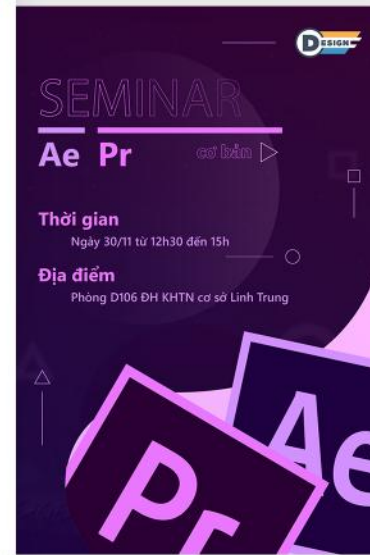 DESIGN
SEMINAR
Ae Pr cơ bản
Thời gian
Ngày 30/11 từ 12h30 đến 15h
Địa điểm
Phòng D106 ĐH KHTN cơ sở Linh Trung
Ae
Pr